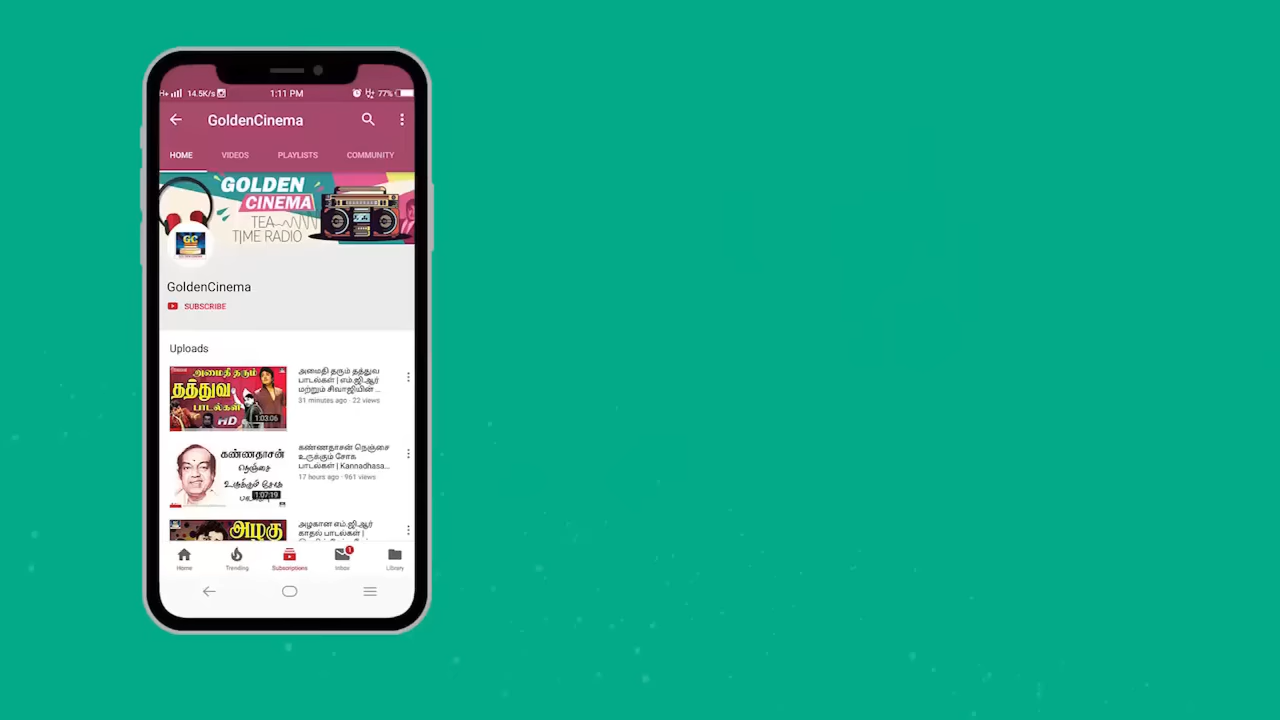 H+ 14.5K/s 1:11 PM 77%
GoldenCinema
HOME VIDEOS PLAYLISTS COMMUNITY
GOLDEN
CINEMA
TEA
TIME RADIO
GC
GoldenCinema
SUBSCRIBE
Uploads
அமைதி தரும்
தத்துவ
பாடல்கள்
HD
1:03:06
அமைதி தரும் தத்துவ
பாடல்கள் | எம்.ஜி.ஆர்
மற்றும் சிவாஜியின் ...
31 minutes ago · 22 views
கண்ணதாசன்
நெஞ்சை
உருக்கும் சோக
1:07:19
கண்ணதாசன் நெஞ்சை
உருக்கும் சோக
பாடல்கள் | Kannadhasa...
17 hours ago · 961 views
அழகு
அழகான எம்.ஜி.ஆர்
காதல் பாடல்கள் |
Home Trending Subscriptions Inbox 1 Library